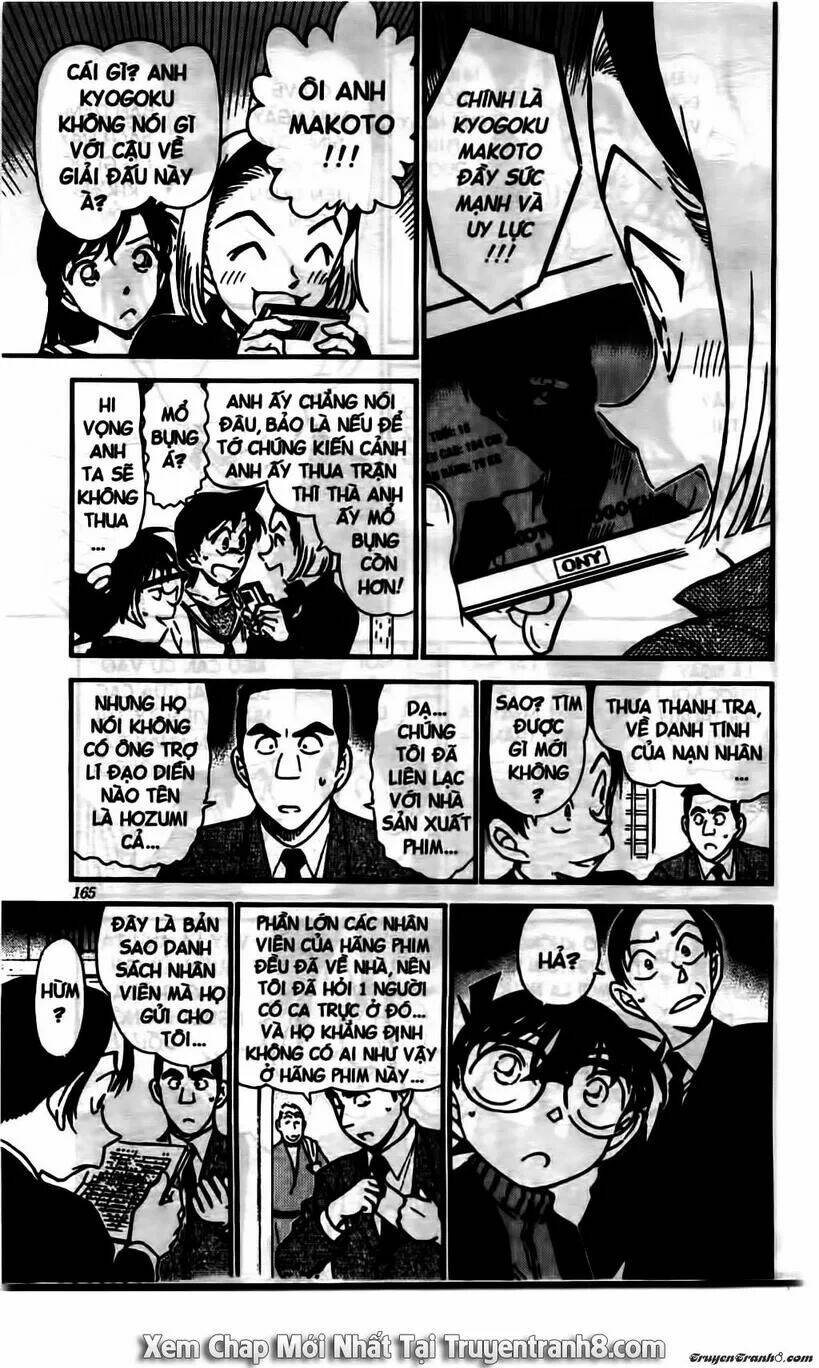 CHÍNH LÀ
KYOGOKU
MAKOTO
ĐẦY SỨC
MẠNH VÀ
UY LỰC
!!!
ONY
ÔI ANH
MAKOTO
!!!
CÁI GÌ? ANH
KYOGOKU
KHÔNG NÓI GÌ
VỚI CẬU VỀ
GIẢI ĐẤU NÀY
À?
ANH ẤY CHẲNG NÓI
ĐÂU, BẢO LÀ NẾU ĐỂ
TỚ CHỨNG KIẾN CẢNH
ANH ẤY THUA TRẬN
THÌ THÀ ANH
ẤY MỔ
BỤNG
CÒN
HƠN!
MỔ
BỤNG
Á?
HI
VỌNG
ANH
TA SẼ
KHÔNG
THUA
...
THƯA THANH TRA,
VỀ DANH TÍNH
CỦA NẠN NHÂN
...
SAO? TÌM
ĐƯỢC
GÌ MỚI
KHÔNG
?
DẠ...
CHÚNG
TÔI ĐÃ
LIÊN LẠC
VỚI NHÀ
SẢN XUẤT
PHIM...
NHƯNG HỌ
NÓI KHÔNG
CÓ ÔNG TRỢ
LÍ ĐẠO DIỄN
NÀO TÊN
LÀ HOZUMI
CẢ...
165
HẢ?
PHẦN LỚN CÁC NHÂN
VIÊN CỦA HÃNG PHIM
ĐỀU ĐÃ VỀ NHÀ, NÊN
TÔI ĐÃ HỎI 1 NGƯỜI
CÓ CA TRỰC Ở ĐÓ...
VÀ HỌ KHẲNG ĐỊNH
KHÔNG CÓ AI NHƯ VẬY
Ở HÃNG PHIM NÀY...
ĐÂY LÀ BẢN
SAO DANH
SÁCH NHÂN
VIÊN MÀ HỌ
GỬI CHO
TÔI...
HỪM
?
Xem Chap Mới Nhất Tại Truyentranh8.com
TruyenTranh8.com